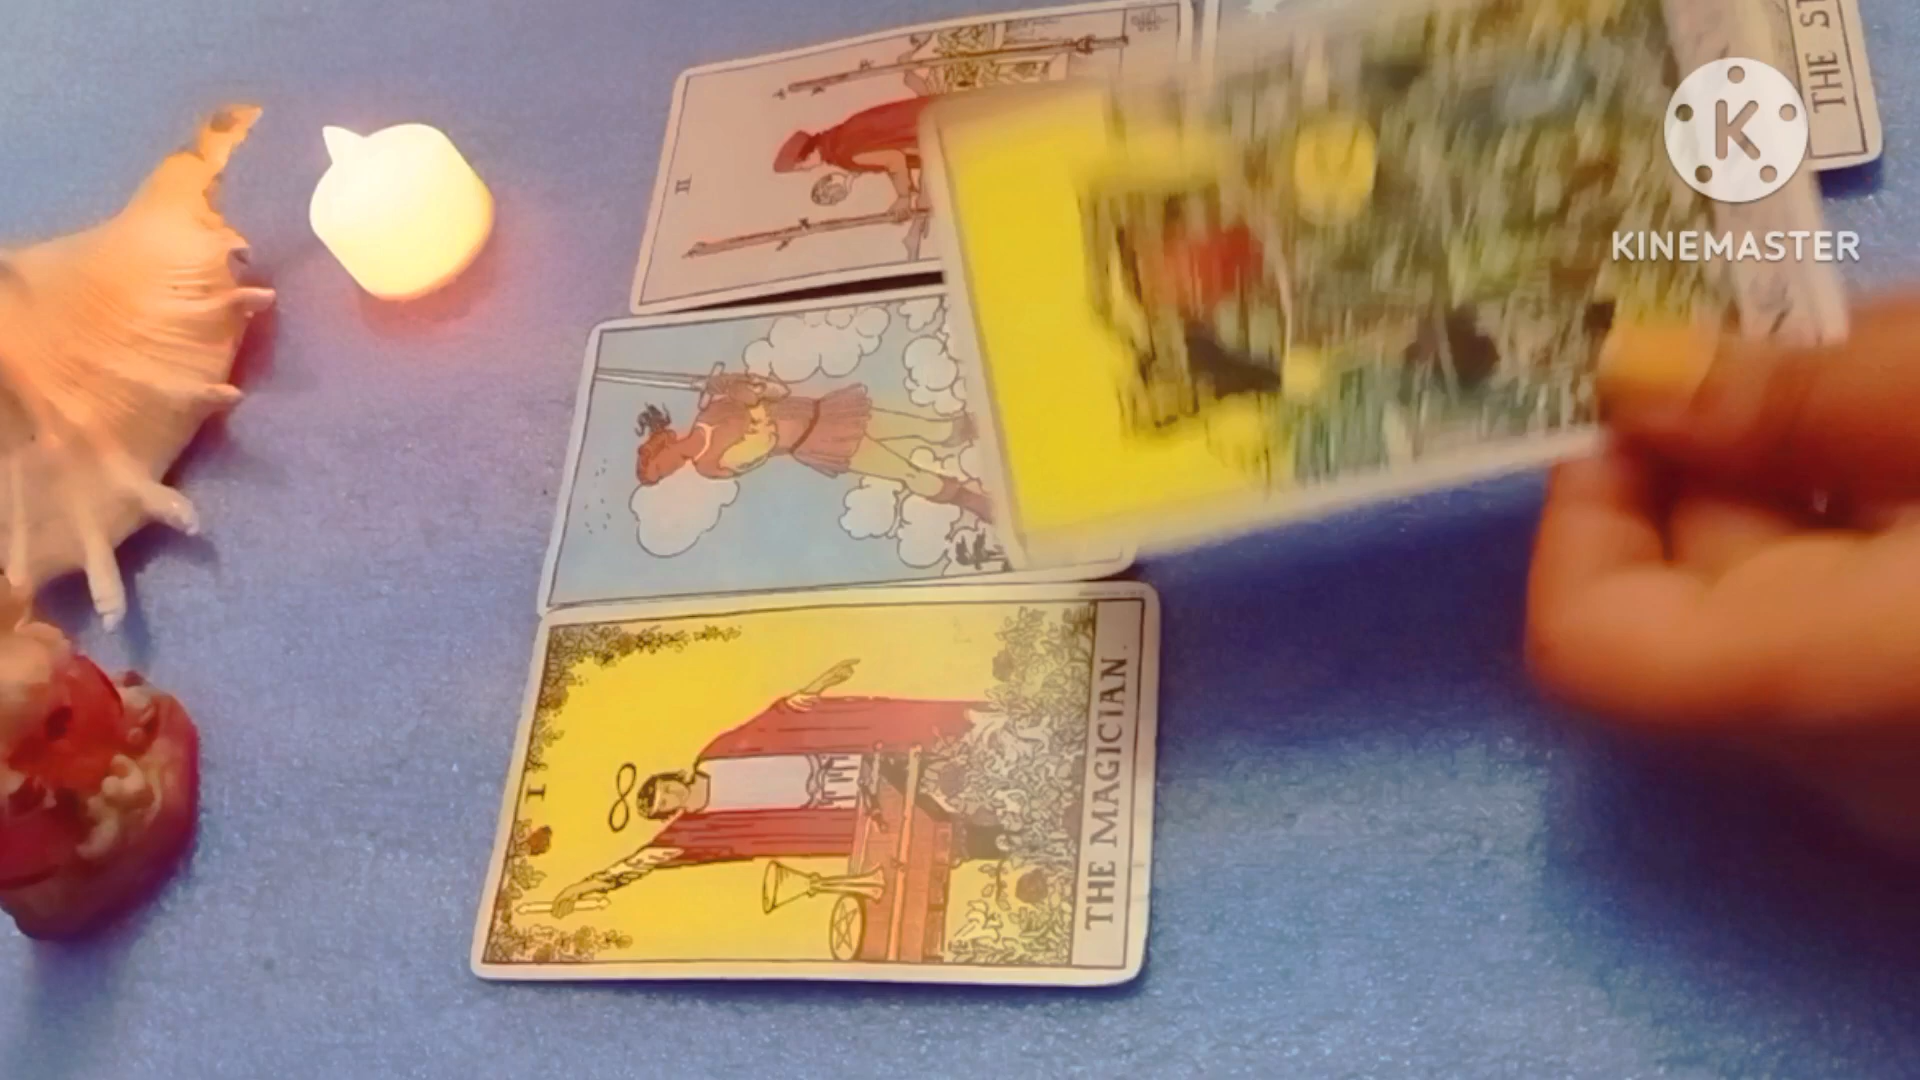 II
THE
K
KINEMASTER
I
THE MAGICIAN.